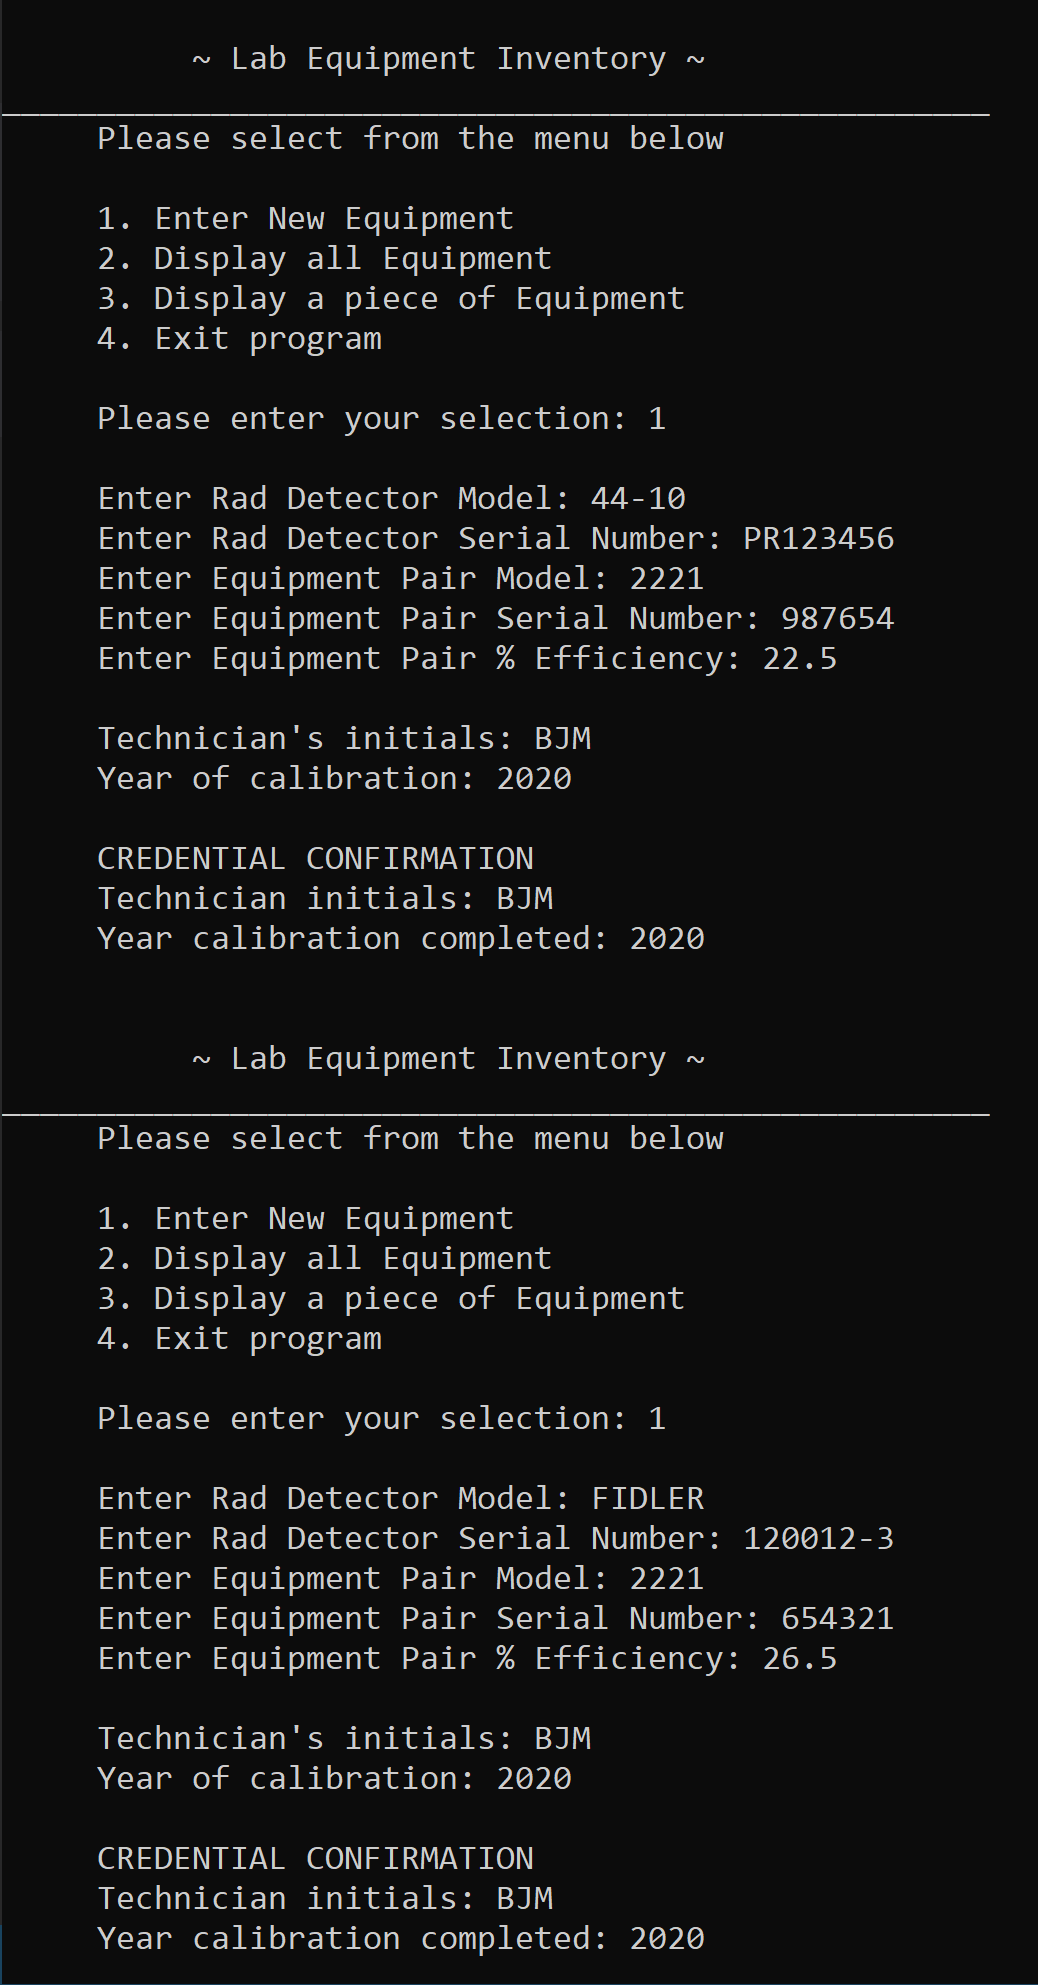 ~ Lab Equipment Inventory ~
____________________________________________________
Please select from the menu below
1. Enter New Equipment
2. Display all Equipment
3. Display a piece of Equipment
4. Exit program
Please enter your selection: 1
Enter Rad Detector Model: 44-10
Enter Rad Detector Serial Number: PR123456
Enter Equipment Pair Model: 2221
Enter Equipment Pair Serial Number: 987654
Enter Equipment Pair % Efficiency: 22.5
Technician's initials: BJM
Year of calibration: 2020
CREDENTIAL CONFIRMATION
Technician initials: BJM
Year calibration completed: 2020
~ Lab Equipment Inventory ~
____________________________________________________
Please select from the menu below
1. Enter New Equipment
2. Display all Equipment
3. Display a piece of Equipment
4. Exit program
Please enter your selection: 1
Enter Rad Detector Model: FIDLER
Enter Rad Detector Serial Number: 120012-3
Enter Equipment Pair Model: 2221
Enter Equipment Pair Serial Number: 654321
Enter Equipment Pair % Efficiency: 26.5
Technician's initials: BJM
Year of calibration: 2020
CREDENTIAL CONFIRMATION
Technician initials: BJM
Year calibration completed: 2020